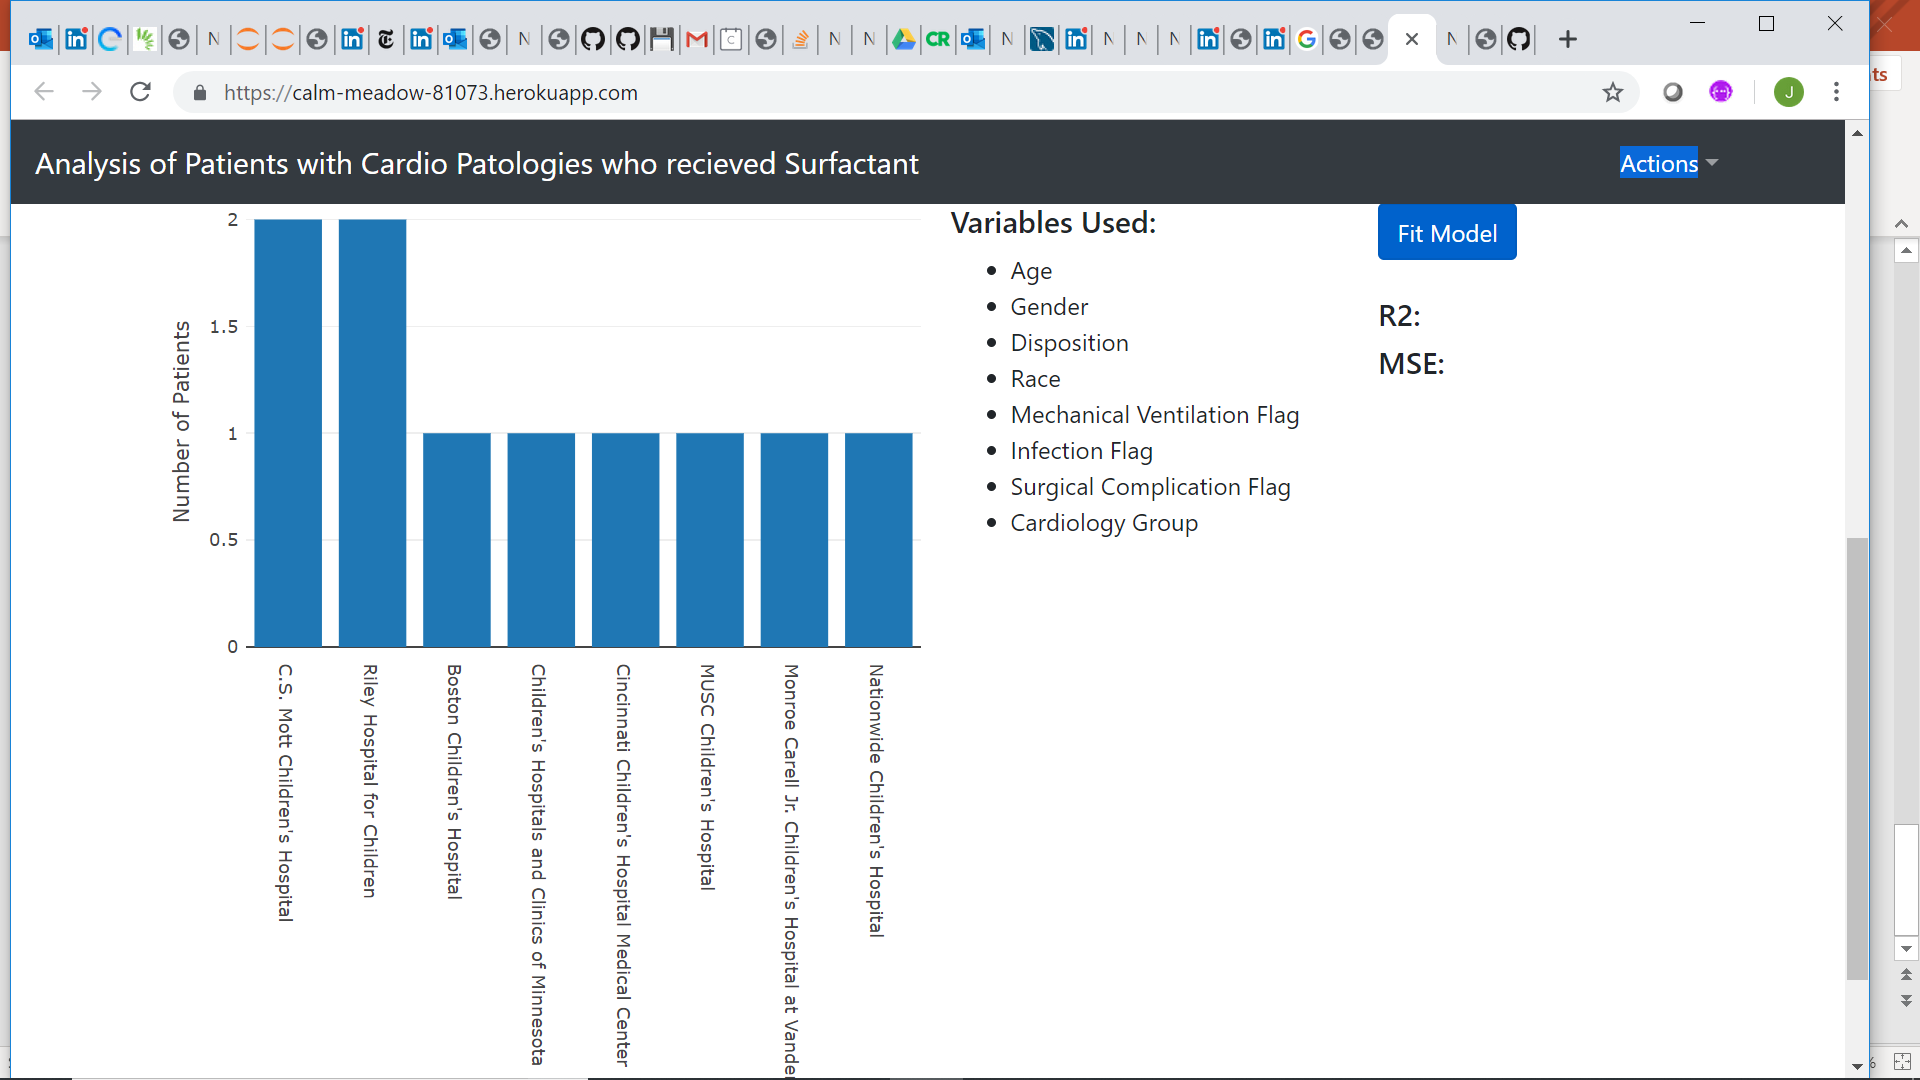 ts
https://calm-meadow-81073.herokuapp.com
J
Analysis of Patients with Cardio Patologies who recieved Surfactant
Actions
2
1.5
1
0.5
0
Number of Patients
C.S. Mott Children's Hospital
Riley Hospital for Children
Boston Children's Hospital
Children's Hospitals and Clinics of Minnesota
Cincinnati Children's Hospital Medical Center
MUSC Children's Hospital
Monroe Carell Jr. Children's Hospital at Vande
Nationwide Children's Hospital
Variables Used:
Age
Gender
Disposition
Race
Mechanical Ventilation Flag
Infection Flag
Surgical Complication Flag
Cardiology Group
Fit Model
R2:
MSE:
%